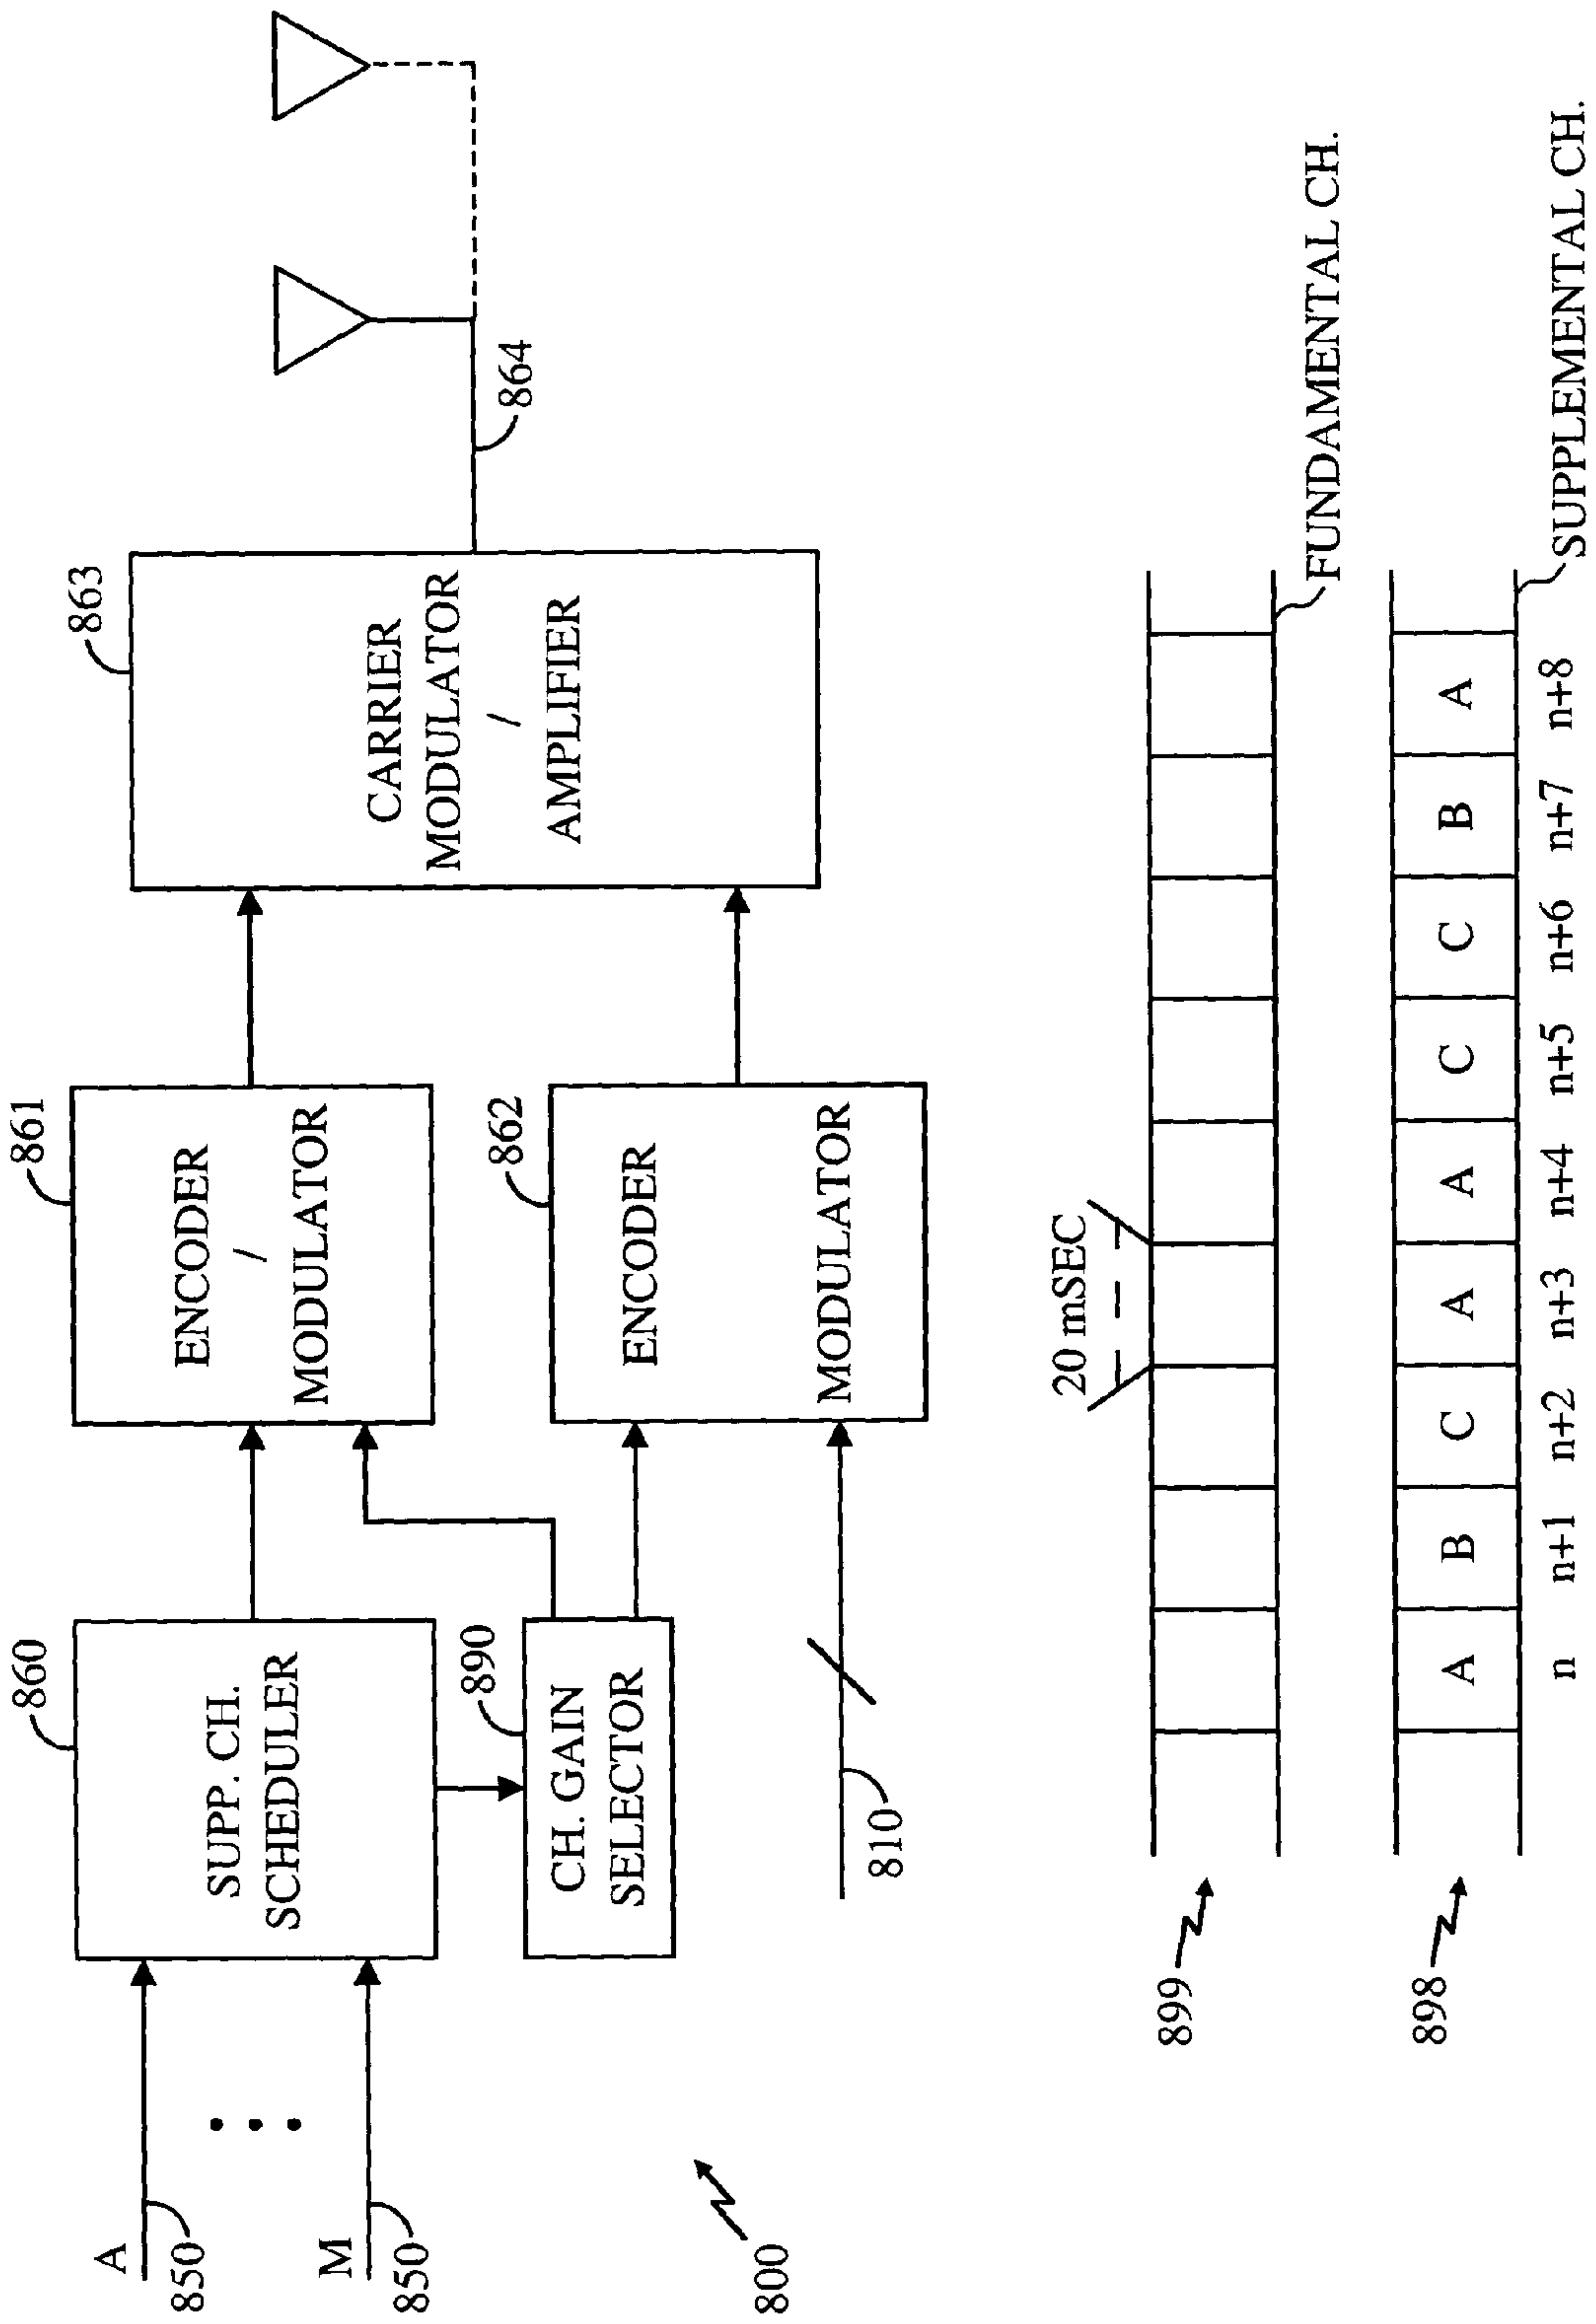 A
850
M
850
800
860
SUPP. CH.
SCHEDULER
890
CH. GAIN
SELECTOR
810
861
ENCODER
/
MODULATOR
862
ENCODER
MODULATOR
863
CARRIER
MODULATOR
/
AMPLIFIER
864
20 mSEC
899
FUNDAMENTAL CH.
898
A B C A A C C B A
SUPPLEMENTAL CH.
n n+1 n+2 n+3 n+4 n+5 n+6 n+7 n+8